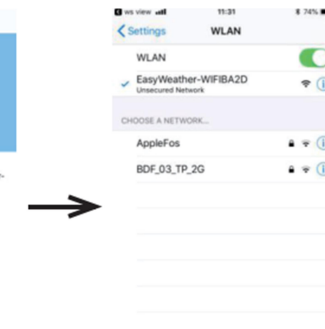 ws view 11:31 74%
Settings WLAN
WLAN
EasyWeather-WIFIBA2D
Unsecured Network
CHOOSE A NETWORK...
AppleFos
BDF_03_TP_2G